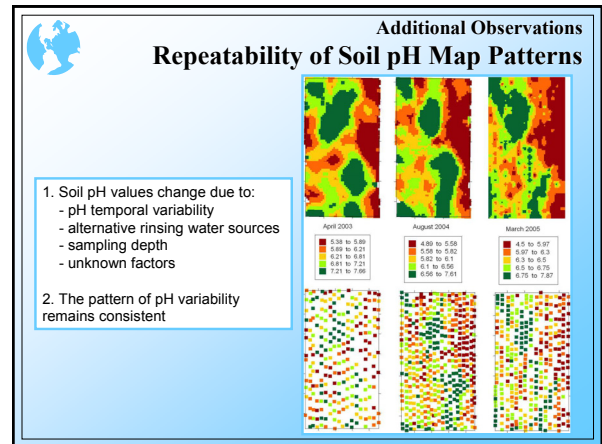 Additional Observations
Repeatability of Soil pH Map Patterns
1. Soil pH values change due to:
- pH temporal variability
- alternative rinsing water sources
- sampling depth
- unknown factors
2. The pattern of pH variability
remains consistent
April 2003
5.38 to 5.89
5.89 to 6.21
6.21 to 6.81
6.81 to 7.21
7.21 to 7.66
August 2004
4.89 to 5.58
5.58 to 5.82
5.82 to 6.1
6.1 to 6.56
6.56 to 7.61
March 2005
4.5 to 5.97
5.97 to 6.3
6.3 to 6.5
6.5 to 6.75
6.75 to 7.87